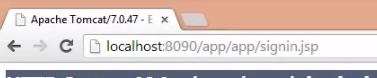 Apache Tomcat/7.0.47 - E
localhost:8090/app/app/signin.jsp